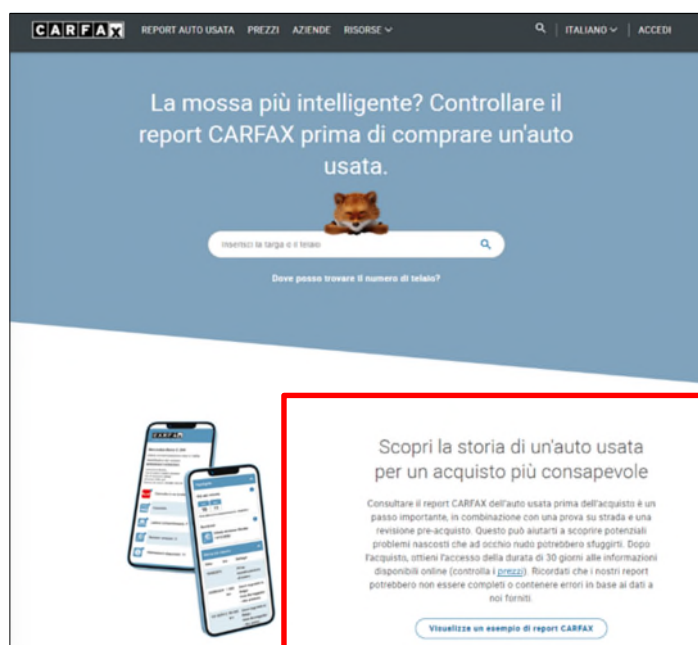 CARFAX REPORT AUTO USATA PREZZI AZIENDE RISORSE ITALIANO ACCEDI
La mossa più intelligente? Controllare il
report CARFAX prima di comprare un'auto
usata.
Inserisci la targa o il telaio
Dove posso trovare il numero di telaio?
CARFAX
Scopri la storia di un'auto usata
per un acquisto più consapevole
Consultare il report CARFAX dell'auto usata prima dell'acquisto è un
passo importante, in combinazione con una prova su strada e una
revisione pre-acquisto. Questo può aiutarti a scoprire potenziali
problemi nascosti che ad occhio nudo potrebbero sfuggirti. Dopo
l'acquisto, ottieni l'accesso della durata di 30 giorni alle informazioni
disponibili online (controlla i prezzi). Ricordati che i nostri report
potrebbero non essere completi o contenere errori in base ai dati a
noi forniti.
Visualizza un esempio di report CARFAX